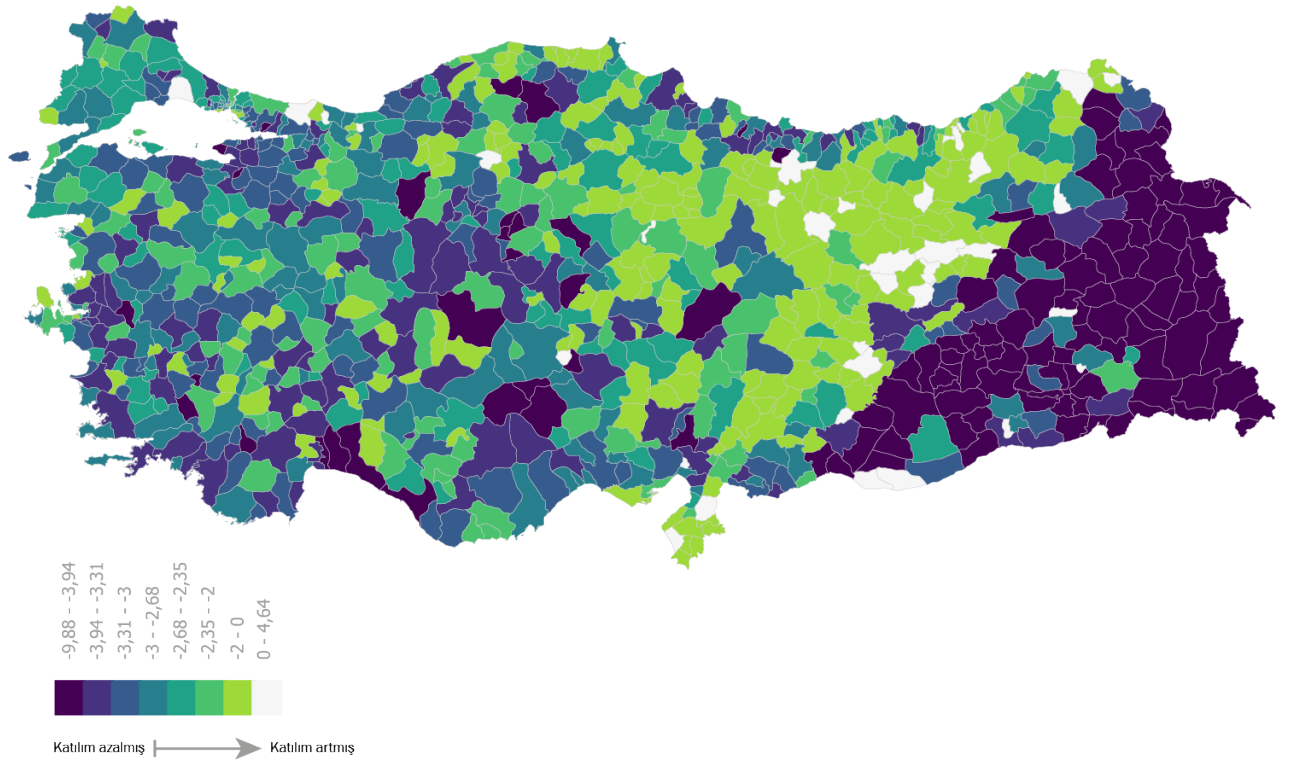 -9,88 - -3,94
-3,94 - -3,31
-3,31 - -3
-3 - -2,68
-2,68 - -2,35
-2,35 - -2
-2 - 0
0 - 4,64
Katılım azalmış
Katılım artmış